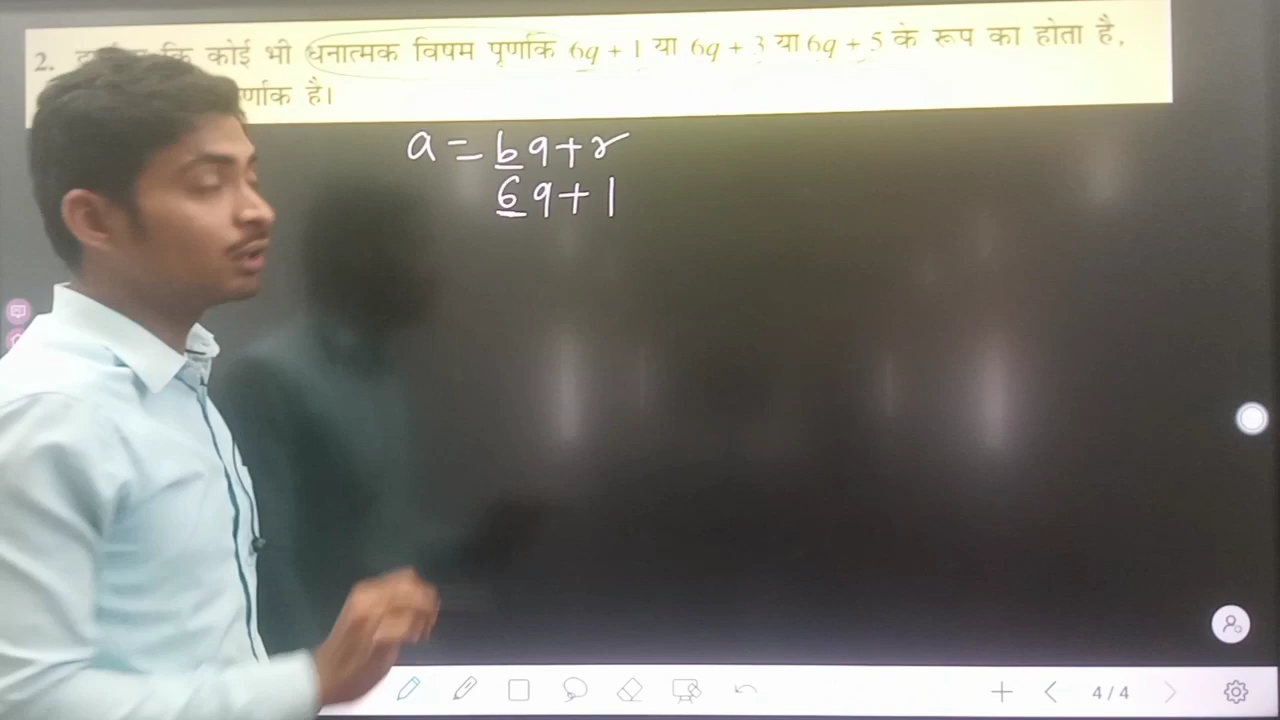 2. कि कोई भी धनात्मक विषम पूर्णांक 6q + 1 या 6q + 3 या 6q + 5 के रूप का होता है,
है।
a = bq + r
6q + 1
4/4